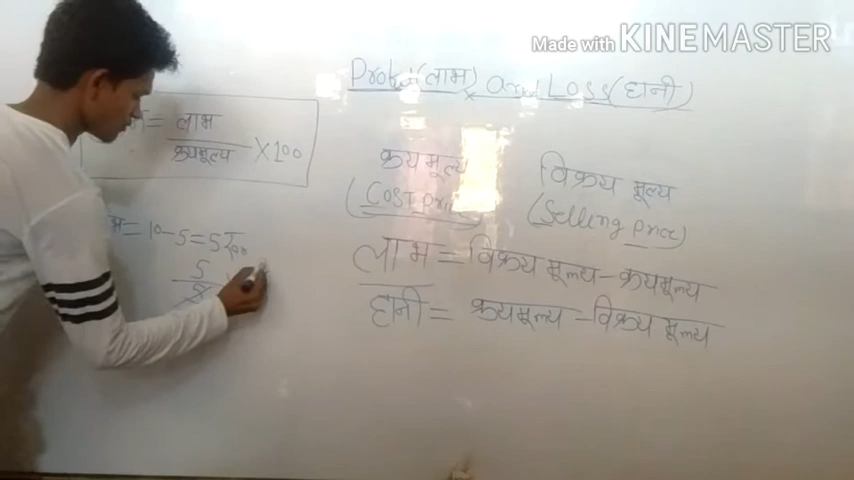 Made with KINEMASTER
Profit (लाभ) and Loss (हानी)
= लाभ
क्रयमूल्य × 100
क्रयमूल्य
(Cost Price)
विक्रय मूल्य
(Selling Price)
लाभ = विक्रय मूल्य - क्रयमूल्य
हानी = क्रयमूल्य - विक्रय मूल्य
= 10 - 5 = 5
5